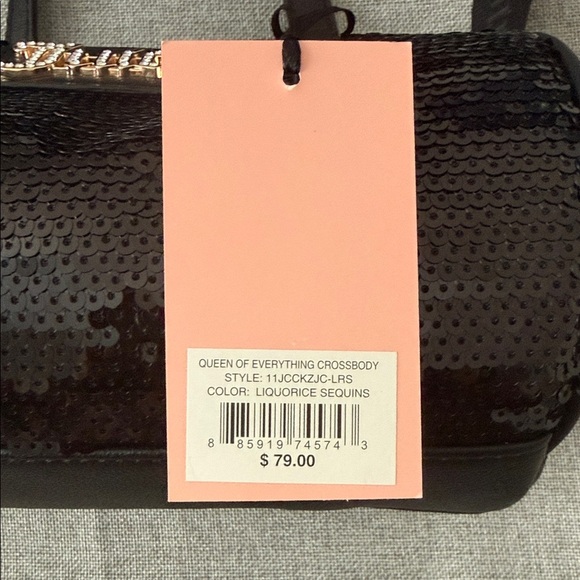 QUEEN OF EVERYTHING CROSSBODY
STYLE: 11JCCKZJC-LRS
COLOR: LIQUORICE SEQUINS
8 85919 74574 3
$ 79.00